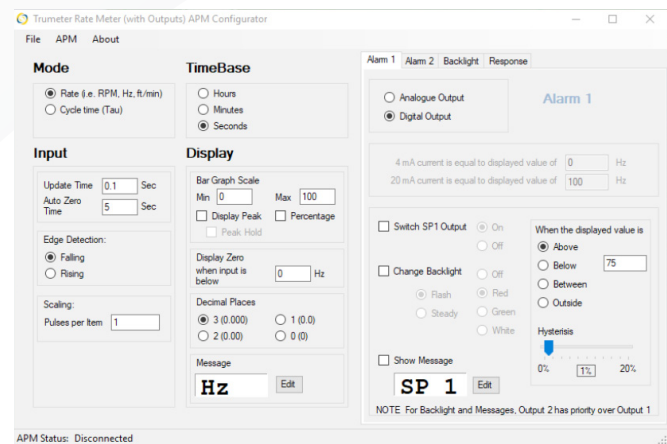 Trumeter Rate Meter (with Outputs) APM Configurator
File APM About
Mode
Rate (i.e. RPM, Hz, ft/min)
Cycle time (Tau)
TimeBase
Hours
Minutes
Seconds
Input
Update Time 0.1 Sec
Auto Zero
Time 5 Sec
Edge Detection:
Falling
Rising
Scaling:
Pulses per Item 1
Display
Bar Graph Scale
Min 0 Max 100
Display Peak Percentage
Peak Hold
Display Zero
when input is
below 0 Hz
Decimal Places
3 (0.000) 1 (0.0)
2 (0.00) 0 (0)
Message
Hz Edit
Alarm 1 Alarm 2 Backlight Response
Analogue Output
Digital Output
Alarm 1
4 mA current is equal to displayed value of 0 Hz
20 mA current is equal to displayed value of 100 Hz
Switch SP1 Output On
Off
Change Backlight Off
Flash Red
Steady Green
White
Show Message
SP 1 Edit
When the displayed value is
Above
Below 75
Between
Outside
Hysterisis
0% 1% 20%
NOTE For Backlight and Messages, Output 2 has priority over Output 1
APM Status: Disconnected